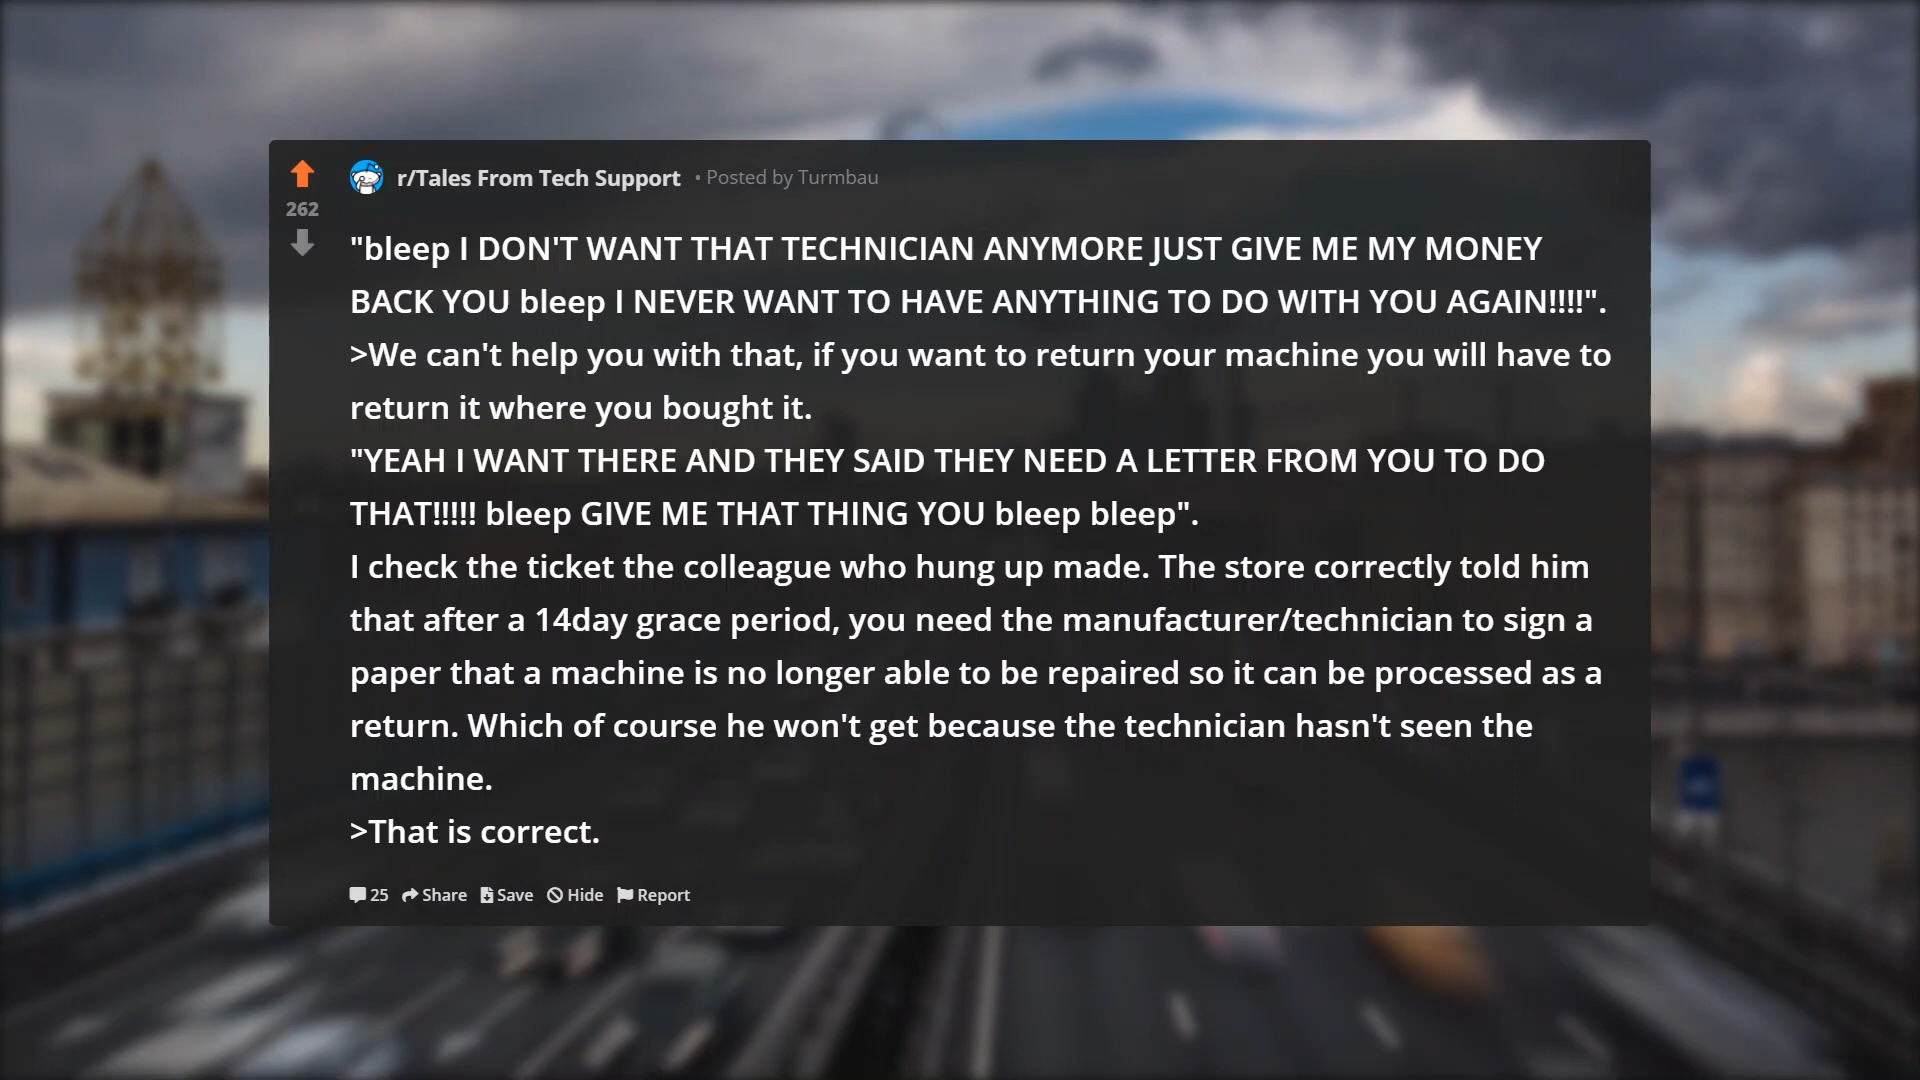 r/Tales From Tech Support • Posted by Turmbau
262
"bleep I DON'T WANT THAT TECHNICIAN ANYMORE JUST GIVE ME MY MONEY
BACK YOU bleep I NEVER WANT TO HAVE ANYTHING TO DO WITH YOU AGAIN!!!!".
>We can't help you with that, if you want to return your machine you will have to
return it where you bought it.
"YEAH I WANT THERE AND THEY SAID THEY NEED A LETTER FROM YOU TO DO
THAT!!!!! bleep GIVE ME THAT THING YOU bleep bleep".
I check the ticket the colleague who hung up made. The store correctly told him
that after a 14day grace period, you need the manufacturer/technician to sign a
paper that a machine is no longer able to be repaired so it can be processed as a
return. Which of course he won't get because the technician hasn't seen the
machine.
>That is correct.
25 Share Save Hide Report